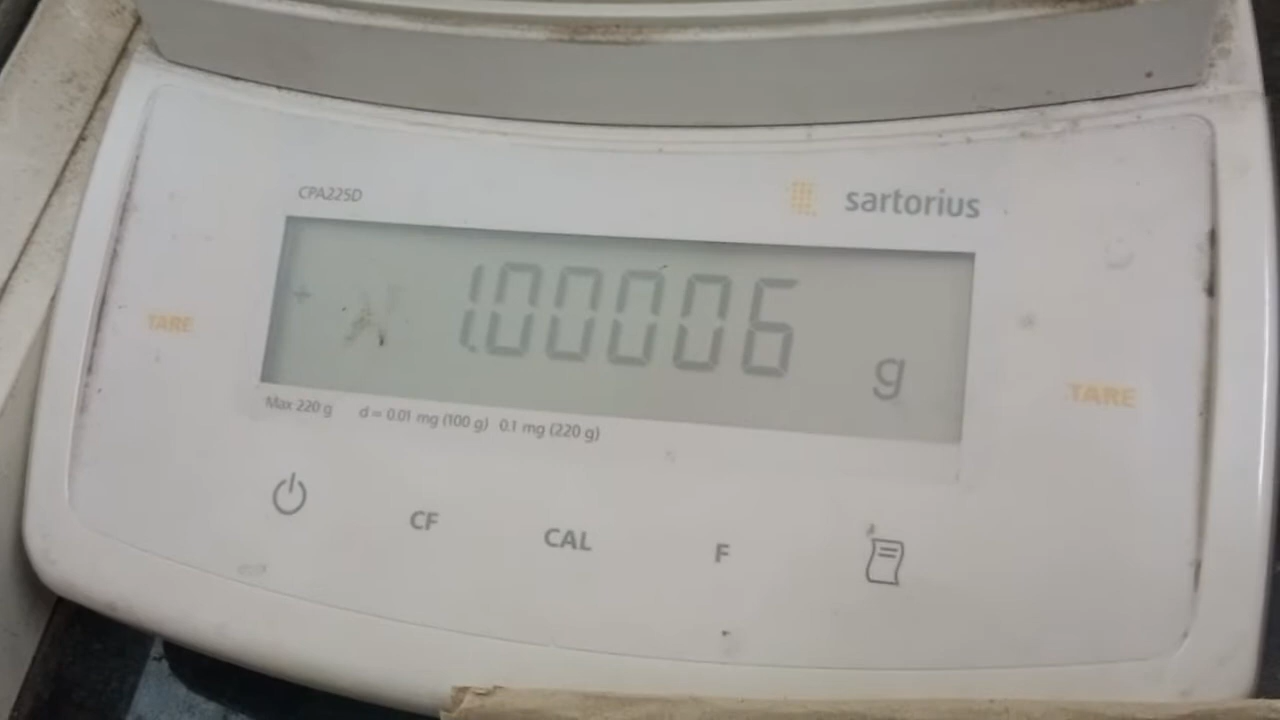 CPA225D
sartorius
+ 1.00006 g
TARE
TARE
Max 220 g d = 0.01 mg (100 g) 0.1 mg (220 g)
CF
CAL
F